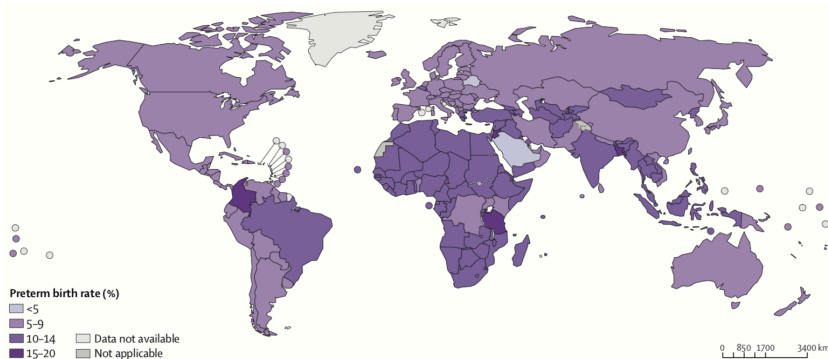 Preterm birth rate (%)
<5
5–9
10–14
15–20
Data not available
Not applicable
0 850 1700 3400 km